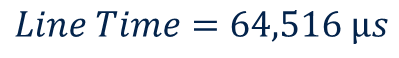 Line Time = 64,516 μs